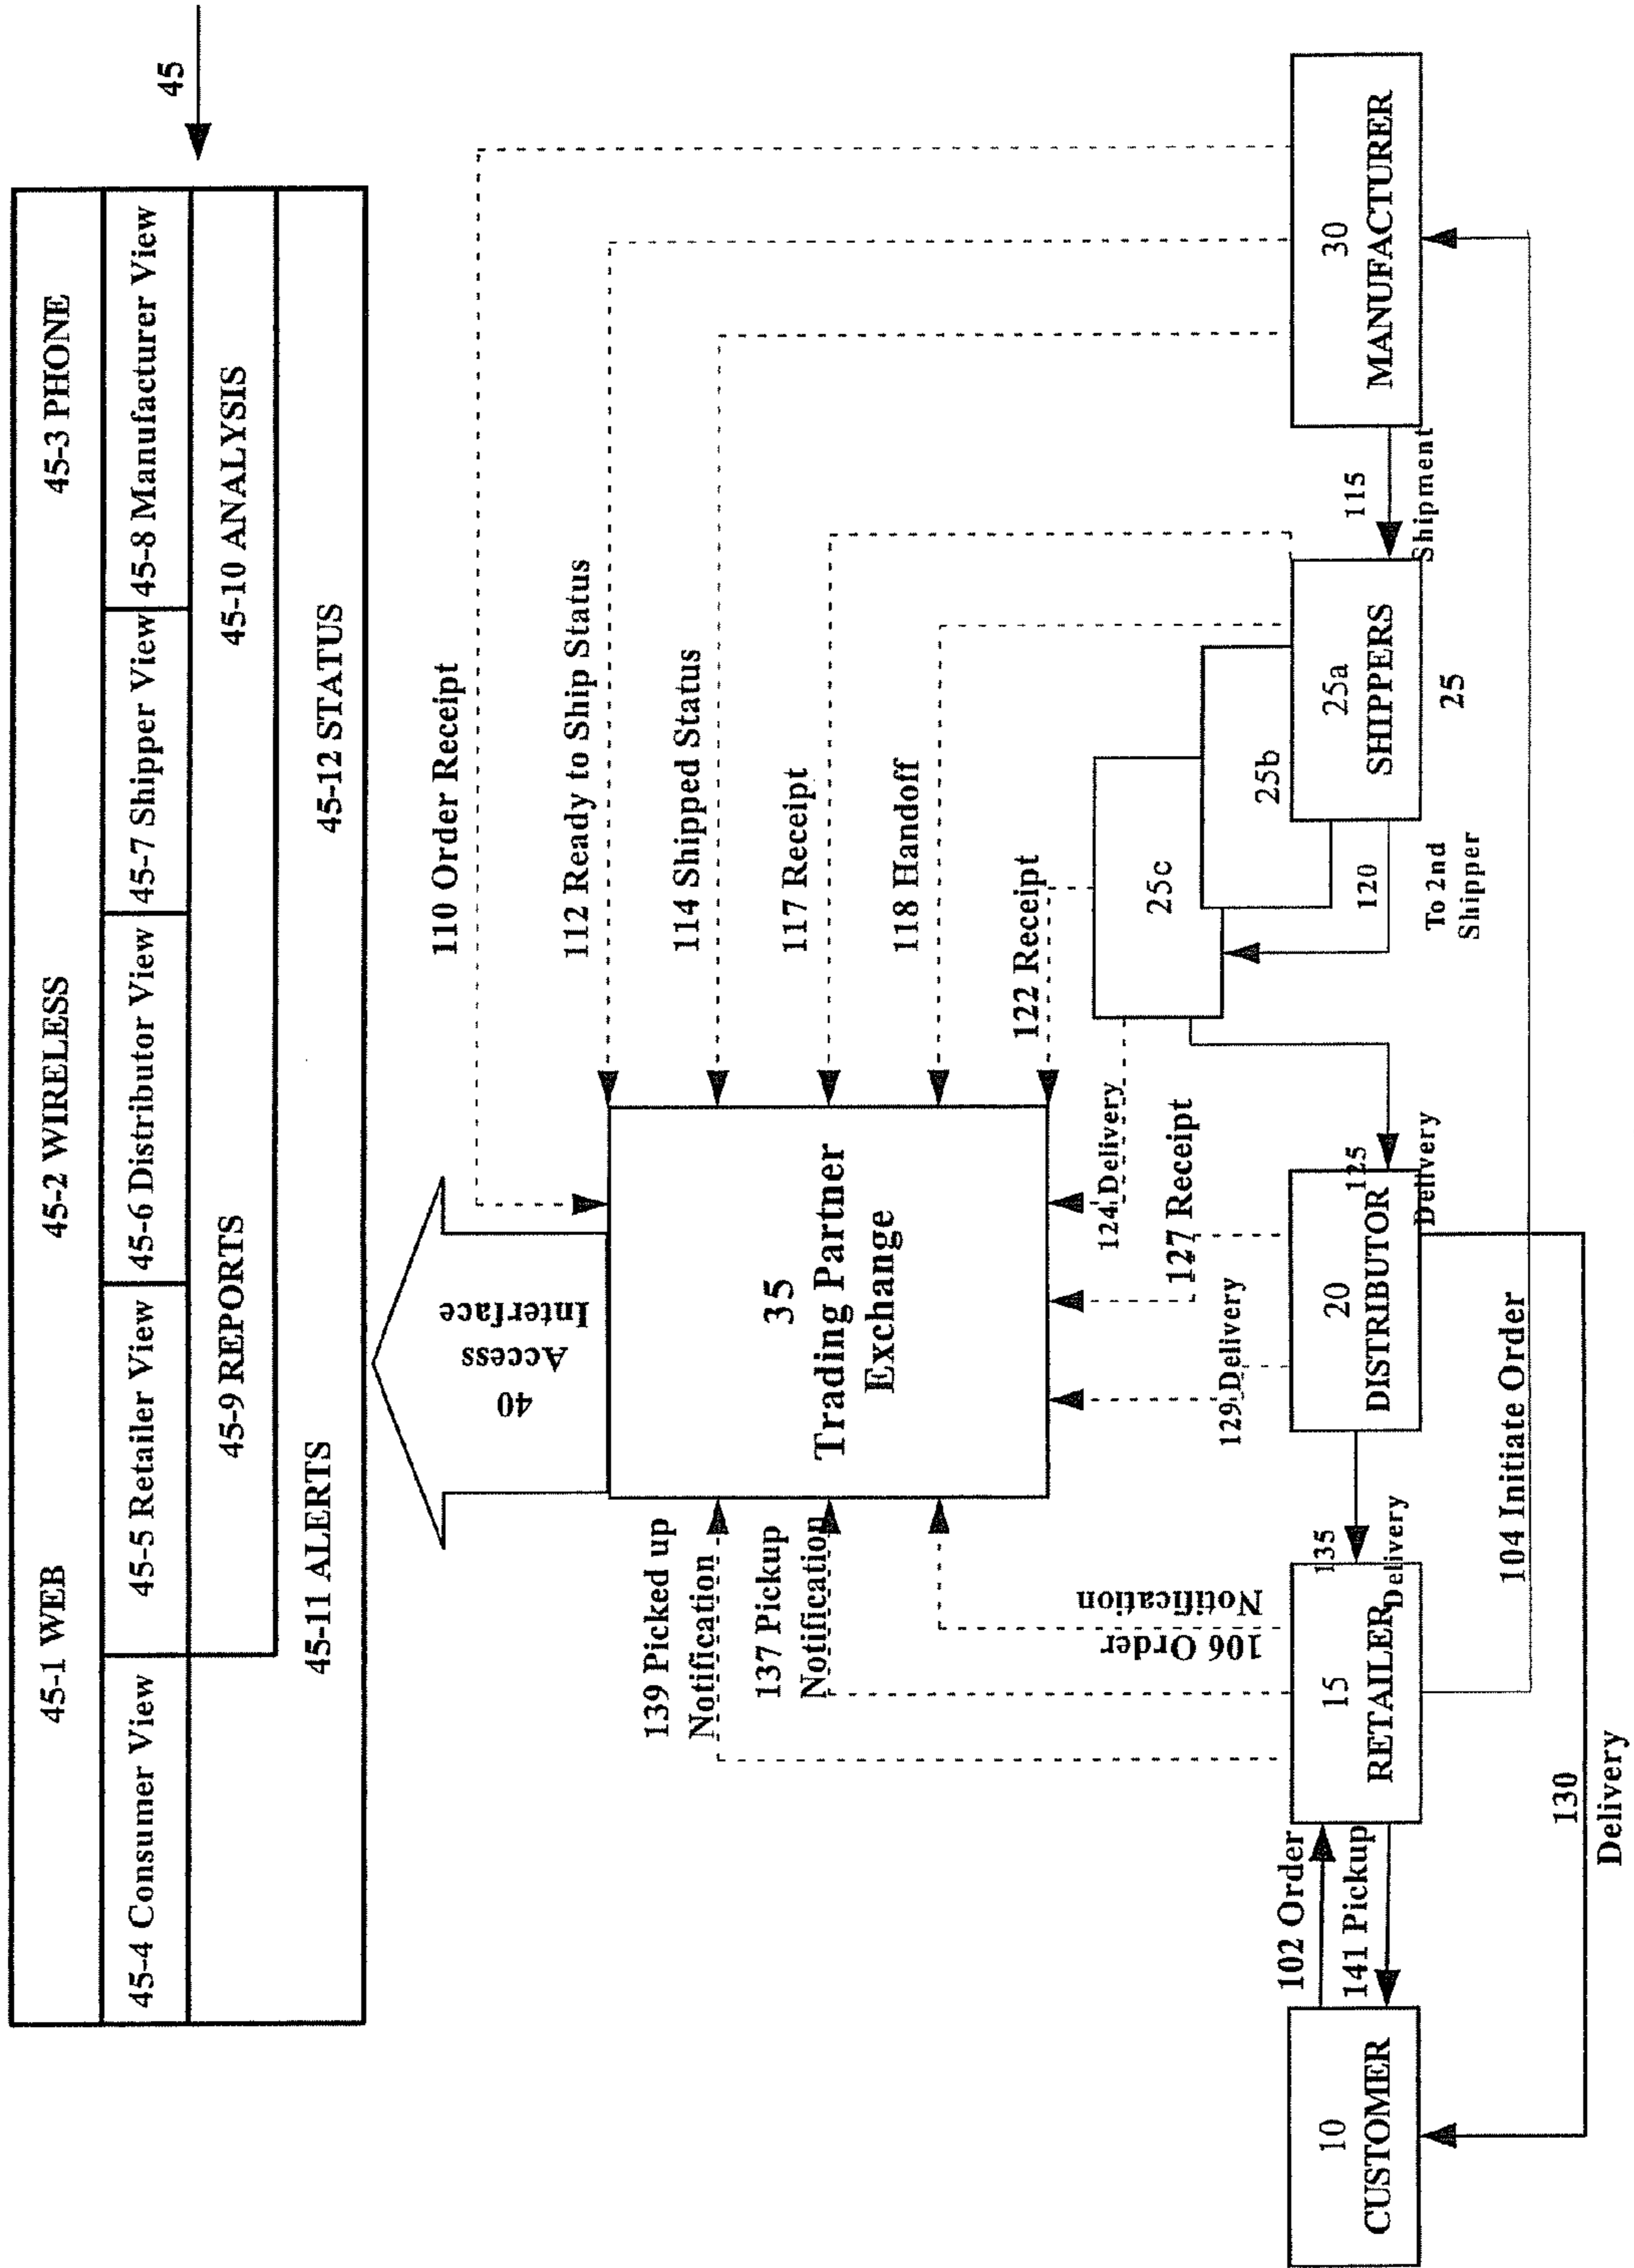 45
45-1 WEB
45-2 WIRELESS
45-3 PHONE
45-4 Consumer View
45-5 Retailer View
45-6 Distributor View
45-7 Shipper View
45-8 Manufacturer View
45-9 REPORTS
45-10 ANALYSIS
45-11 ALERTS
45-12 STATUS
40
Access
Interface
110 Order Receipt
112 Ready to Ship Status
114 Shipped Status
117 Receipt
118 Handoff
122 Receipt
139 Picked up
Notification
137 Pickup
Notification
106 Order
Notification
35
Trading Partner
Exchange
124 Delivery
127 Receipt
129 Delivery
10
CUSTOMER
102 Order
141 Pickup
15
RETAILER
135
Delivery
20
DISTRIBUTOR
125
Delivery
25c
25b
25a
SHIPPERS
25
120
To 2nd
Shipper
115
Shipment
30
MANUFACTURER
104 Initiate Order
130
Delivery